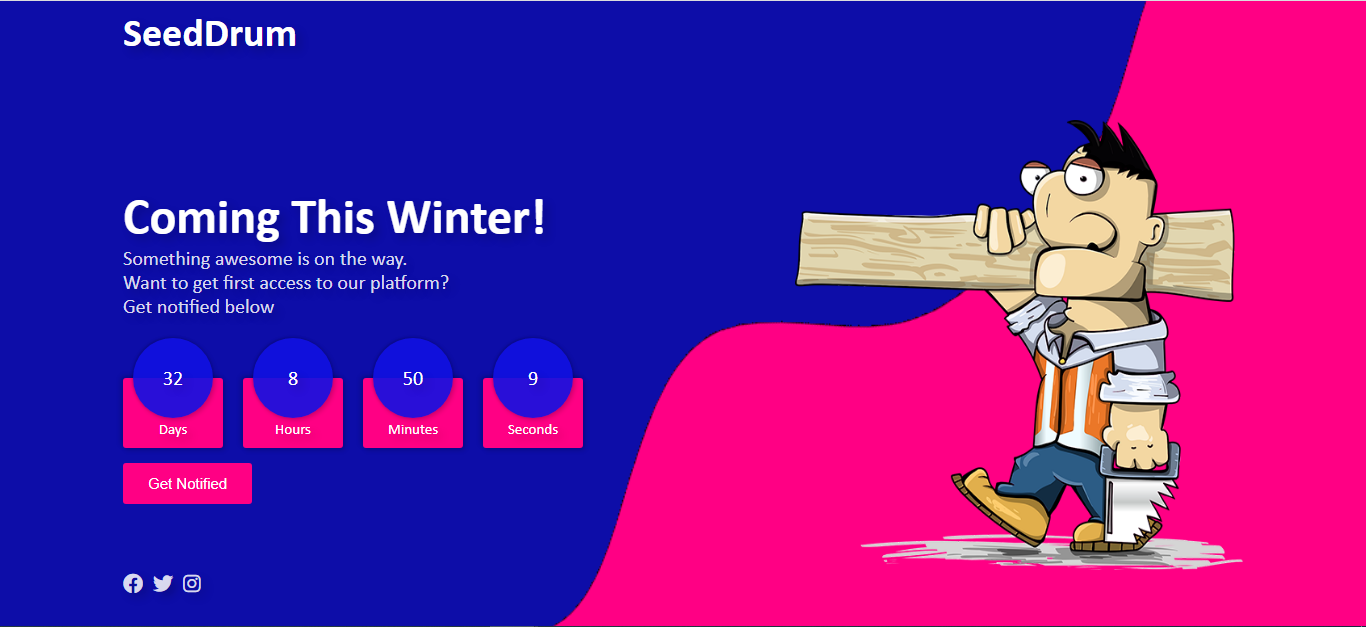 SeedDrum
Coming This Winter!
Something awesome is on the way.
Want to get first access to our platform?
Get notified below
32
8
50
9
Days
Hours
Minutes
Seconds
Get Notified